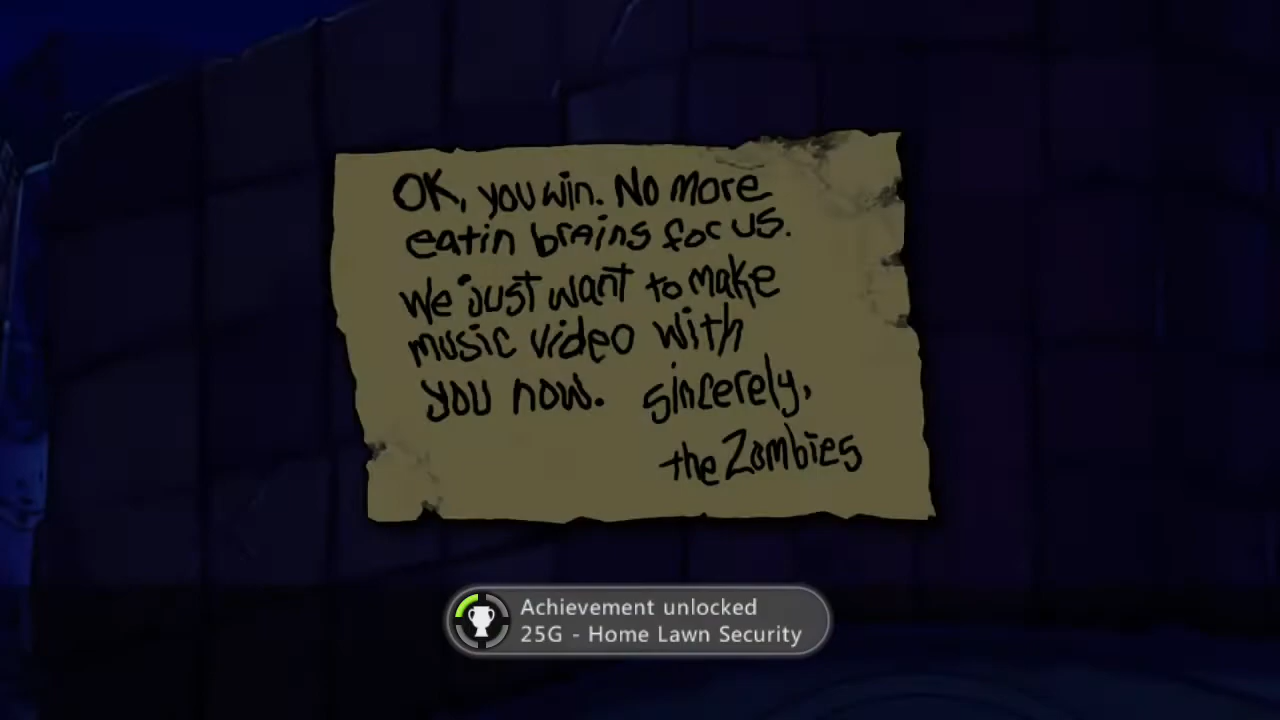 OK, you win. No more
eatin brains for us.
We just want to make
music video with
you now. sincerely,
the Zombies
Achievement unlocked
25G - Home Lawn Security